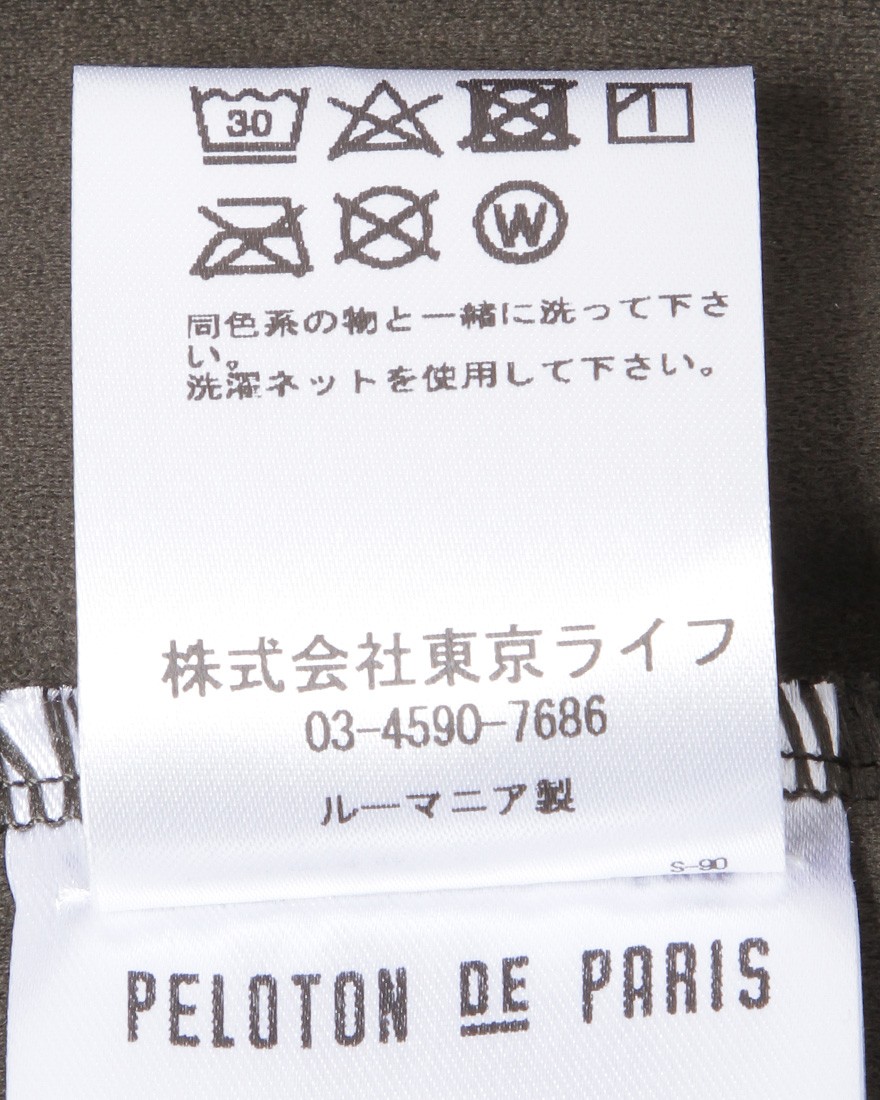 30
W
同色系の物と一緒に洗って下さ
い。
洗濯ネットを使用して下さい。
株式会社東京ライフ
03-4590-7686
ルーマニア製
S-90
PELOTON DE PARIS